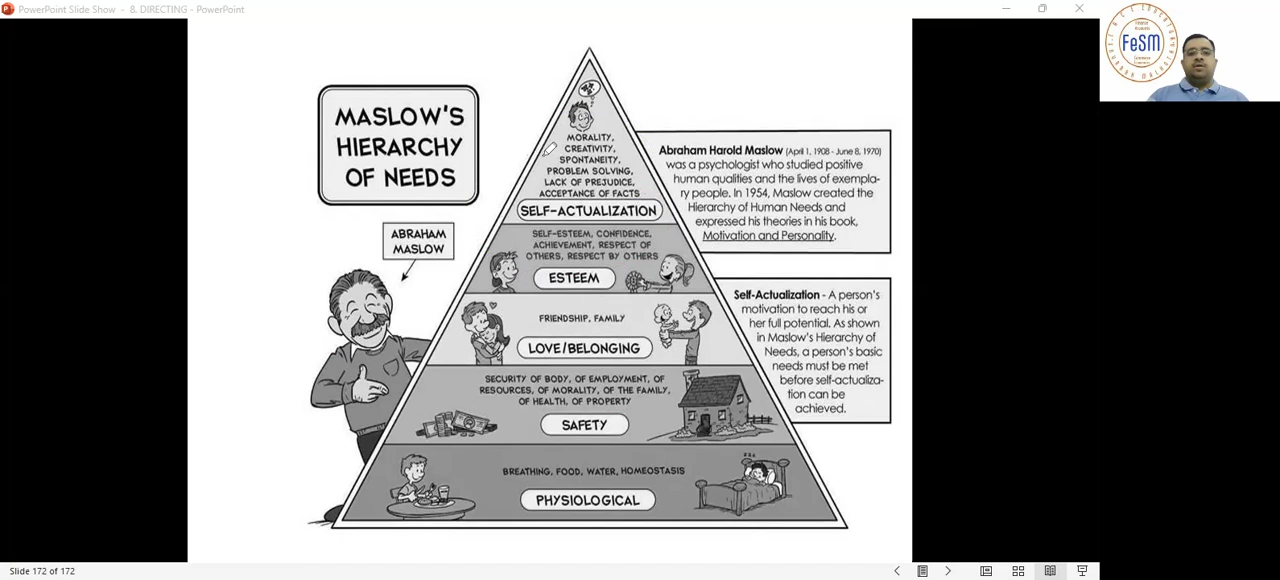 PowerPoint Slide Show - 8. DIRECTING - PowerPoint
FeSM
MASLOW'S
HIERARCHY
OF NEEDS
ABRAHAM
MASLOW
MORALITY,
CREATIVITY,
SPONTANEITY,
PROBLEM SOLVING,
LACK OF PREJUDICE,
ACCEPTANCE OF FACTS
SELF-ACTUALIZATION
SELF-ESTEEM, CONFIDENCE,
ACHIEVEMENT, RESPECT OF
OTHERS, RESPECT BY OTHERS
ESTEEM
FRIENDSHIP, FAMILY
LOVE/BELONGING
SECURITY OF BODY, OF EMPLOYMENT, OF
RESOURCES, OF MORALITY, OF THE FAMILY,
OF HEALTH, OF PROPERTY
SAFETY
BREATHING, FOOD, WATER, HOMEOSTASIS
PHYSIOLOGICAL
Abraham Harold Maslow (April 1, 1908 - June 8, 1970)
was a psychologist who studied positive
human qualities and the lives of exempla-
ry people. In 1954, Maslow created the
Hierarchy of Human Needs and
expressed his theories in his book,
Motivation and Personality.
Self-Actualization - A person's
motivation to reach his or
her full potential. As shown
in Maslow's Hierarchy of
Needs, a person's basic
needs must be met
before self-actualiza-
tion can be
achieved.
Slide 172 of 172